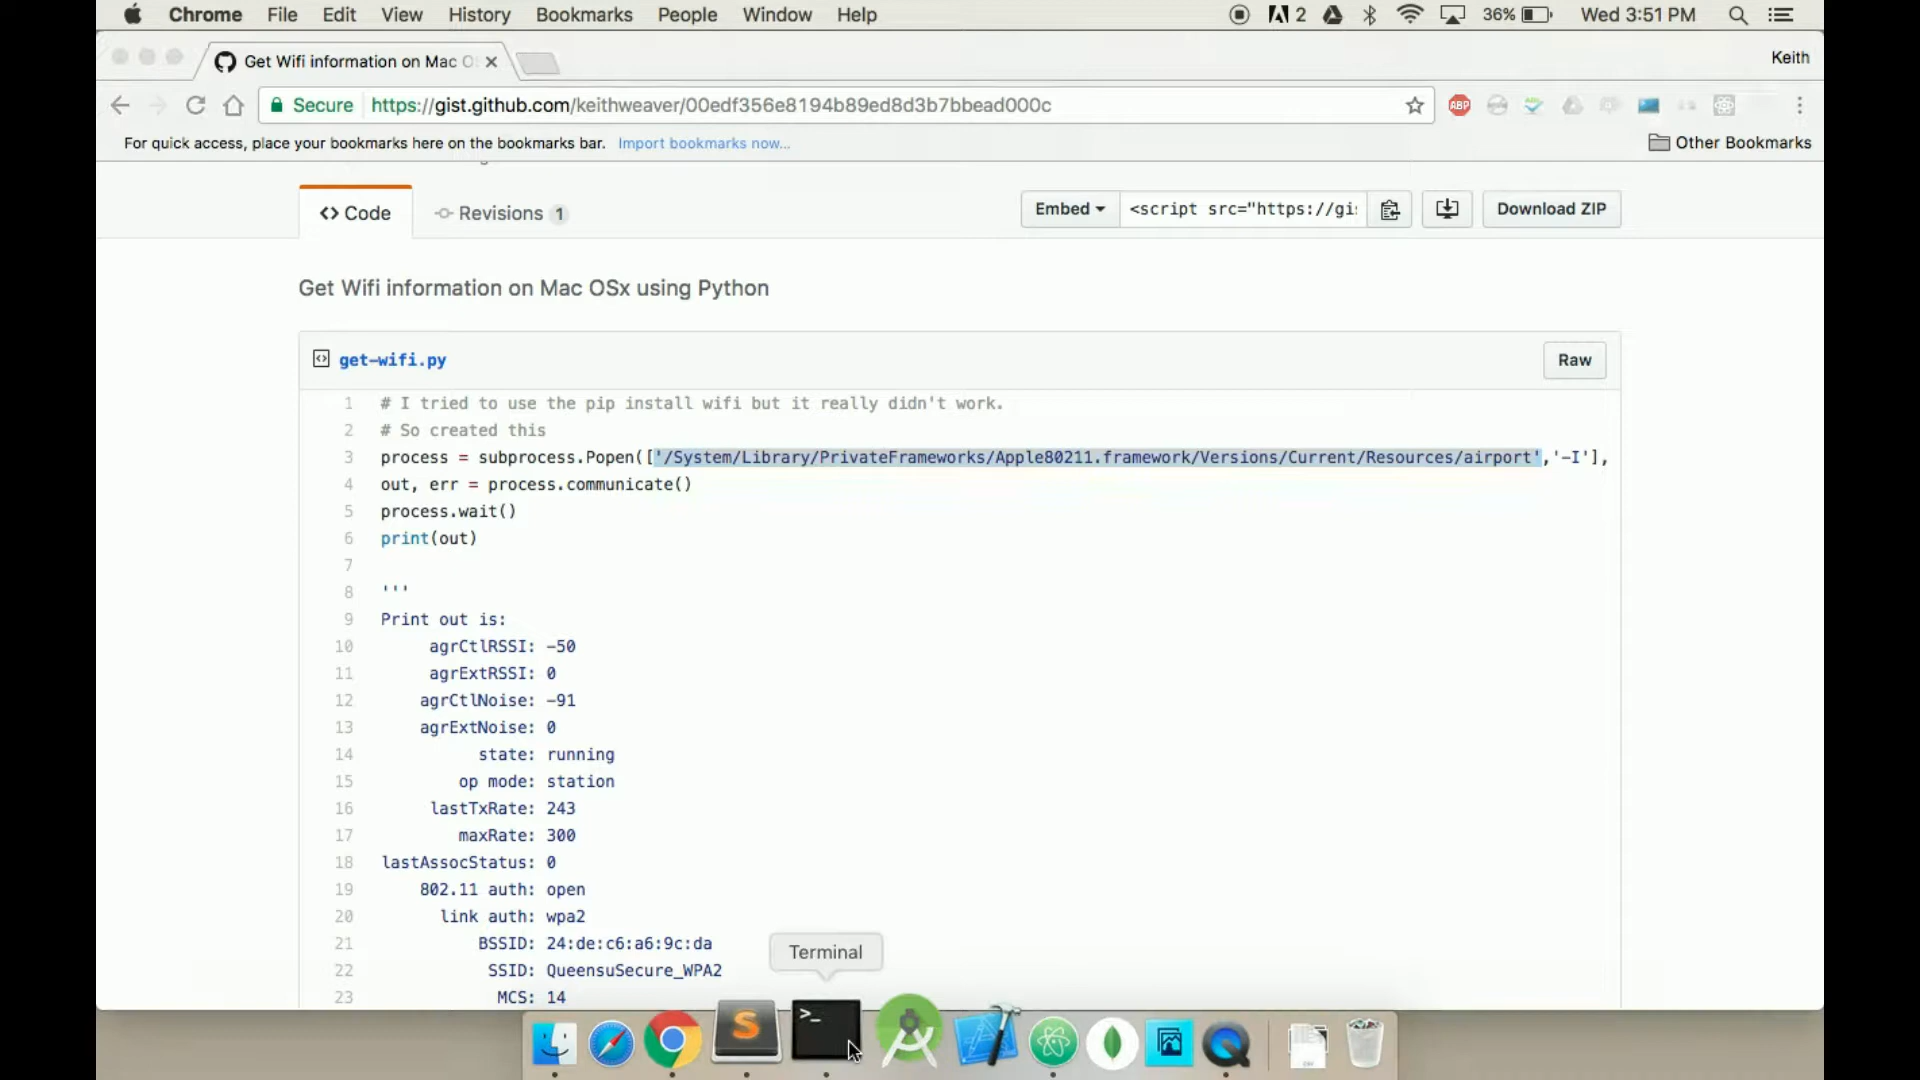 Chrome File Edit View History Bookmarks People Window Help 2 36% Wed 3:51 PM
Get Wifi information on Mac O Keith
Secure https://gist.github.com/keithweaver/00edf356e8194b89ed8d3b7bbead000c ABP
For quick access, place your bookmarks here on the bookmarks bar. Import bookmarks now... Other Bookmarks
<> Code Revisions 1 Embed <script src="https://gi Download ZIP
Get Wifi information on Mac OSx using Python
get-wifi.py Raw
1 # I tried to use the pip install wifi but it really didn't work.
2 # So created this
3 process = subprocess.Popen(['/System/Library/PrivateFrameworks/Apple80211.framework/Versions/Current/Resources/airport','-I'],
4 out, err = process.communicate()
5 process.wait()
6 print(out)
7
8 '''
9 Print out is:
10 agrCtlRSSI: -50
11 agrExtRSSI: 0
12 agrCtlNoise: -91
13 agrExtNoise: 0
14 state: running
15 op mode: station
16 lastTxRate: 243
17 maxRate: 300
18 lastAssocStatus: 0
19 802.11 auth: open
20 link auth: wpa2
21 BSSID: 24:de:c6:a6:9c:da
22 SSID: QueensuSecure_WPA2
23 MCS: 14
Terminal